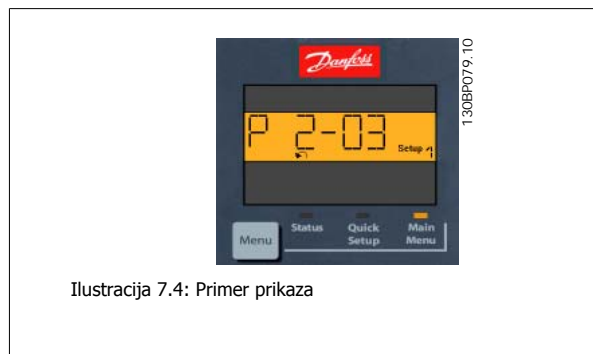 Danfoss
130BP079.10
P 2-03
Setup 1
Status
Quick Setup
Main Menu
Menu
Ilustracija 7.4: Primer prikaza